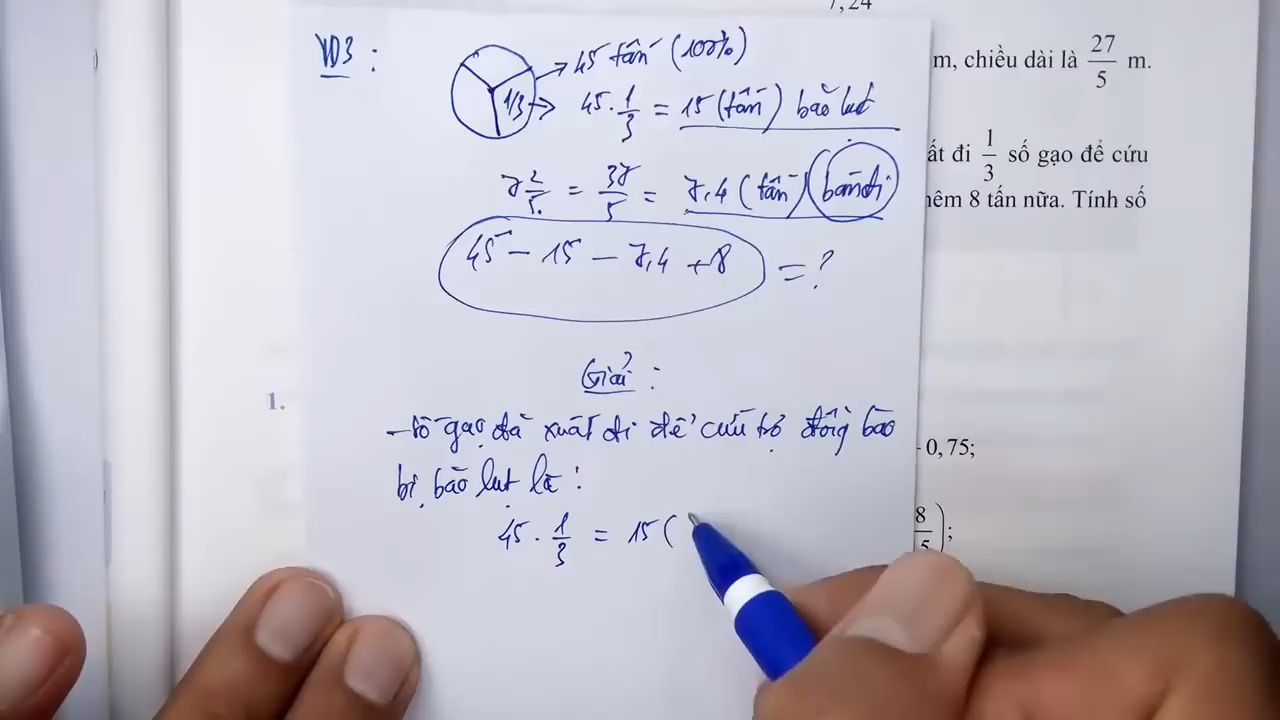 7,24
VD3 :
45 tấn (100%)
1/3
45 . 1/3 = 15 (tấn) bão lụt
7 2/5 = 37/5 = 7,4 (tấn) (bán đi
45 - 15 - 7,4 + 8 = ?
Giải :
- Số gạo đã xuất đi để cứu trợ đồng bào
bị bão lụt là :
45 . 1/3 = 15 (
m, chiều dài là 27/5 m.
ất đi 1/3 số gạo để cứu
hêm 8 tấn nữa. Tính số
1.
- 0,75;
8/5);